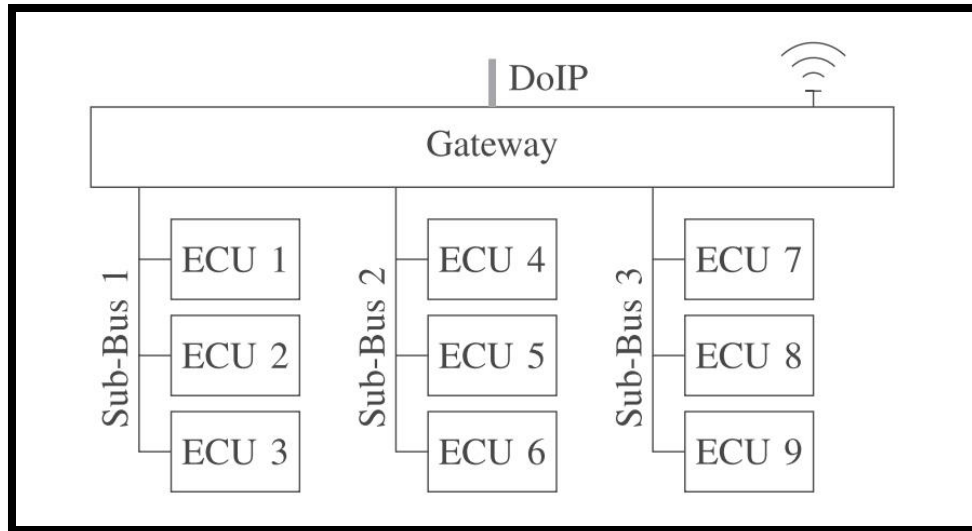 DoIP
Gateway
Sub-Bus 1
ECU 1
ECU 2
ECU 3
Sub-Bus 2
ECU 4
ECU 5
ECU 6
Sub-Bus 3
ECU 7
ECU 8
ECU 9